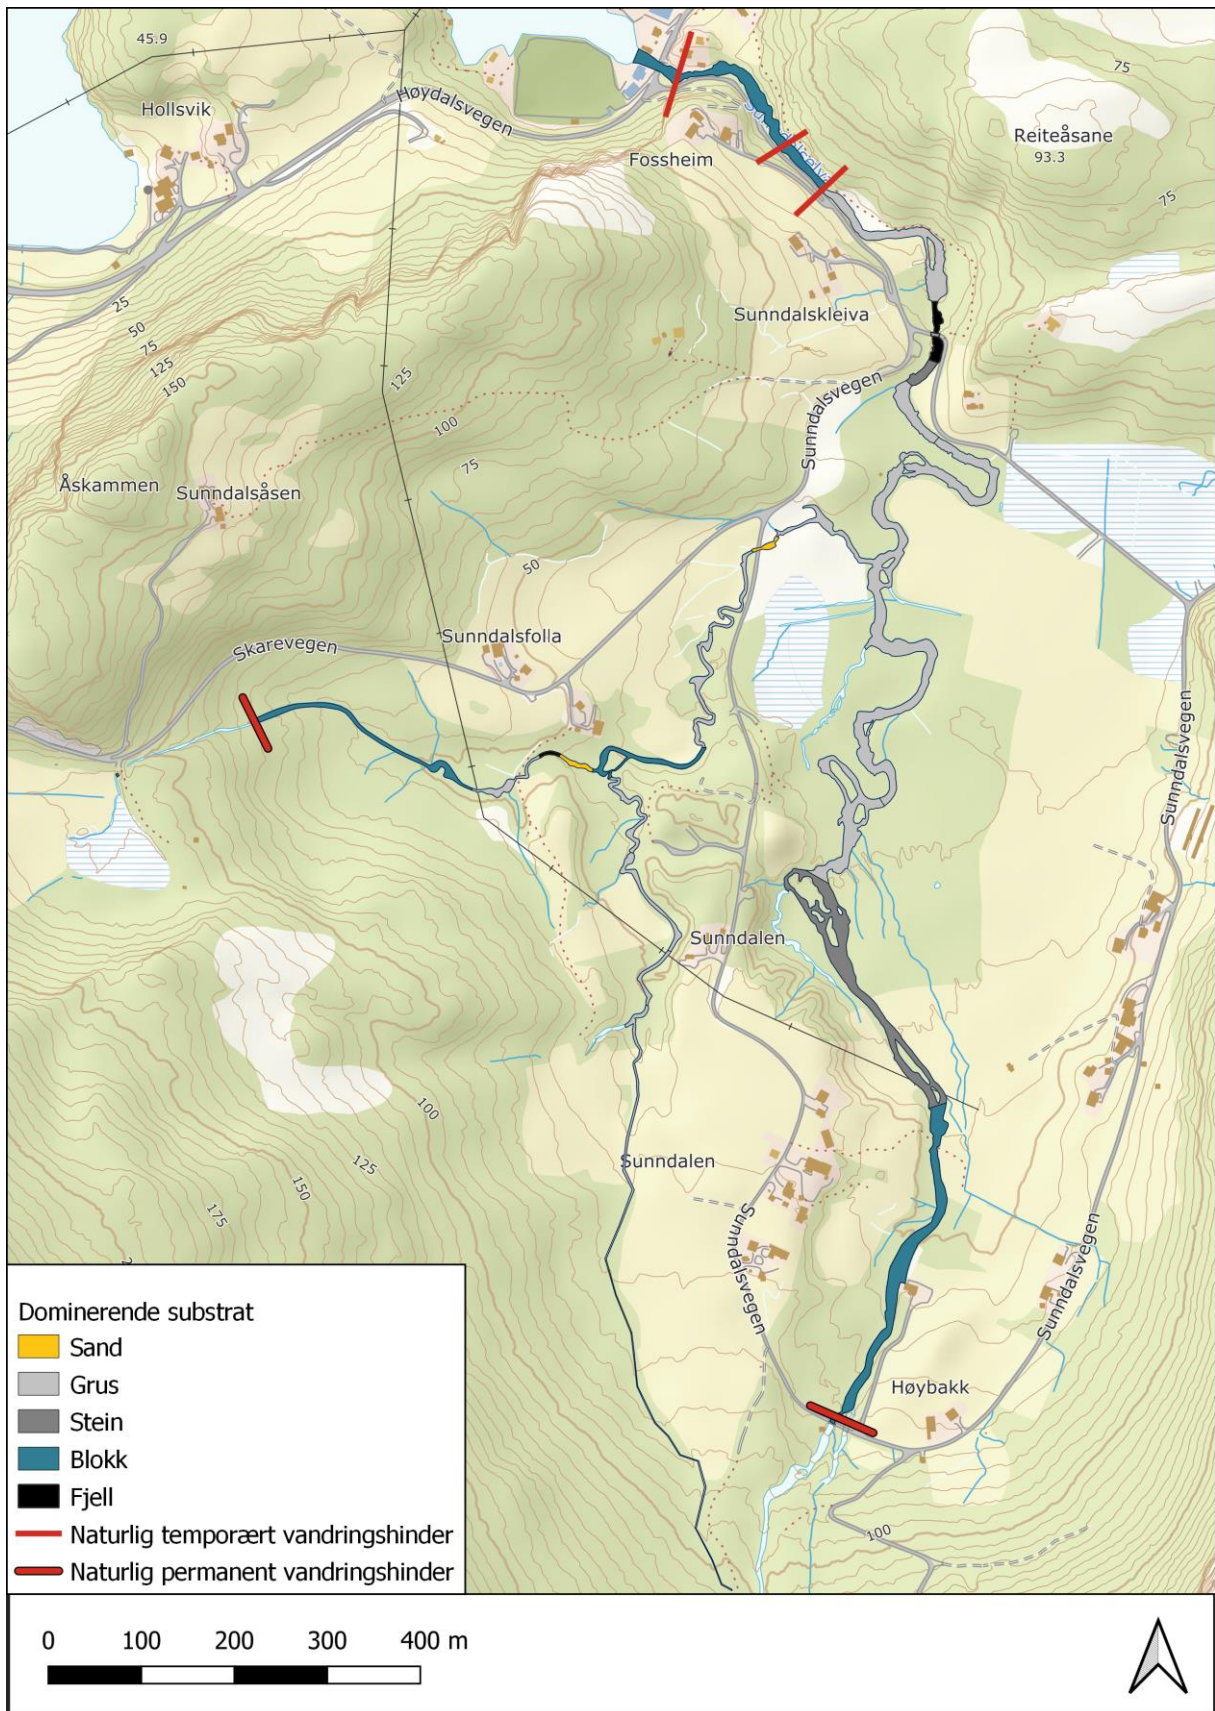 45.9
75
Hollsvik
Høydalsvegen
Reiteåsane
93.3
Fossheim
75
25
50
75
125
150
Sunndalskleiva
125
100
75
Sunndalsvegen
Åskammen
Sunndalsåsen
50
Sunndalsfolla
Skarevegen
Sunndalsvegen
Sunndalen
100
125
150
175
Sunndalen
Sunndalsvegen
Sunndalsvegen
Høybakk
100
Dominerende substrat
Sand
Grus
Stein
Blokk
Fjell
Naturlig temporært vandringshinder
Naturlig permanent vandringshinder
0 100 200 300 400 m